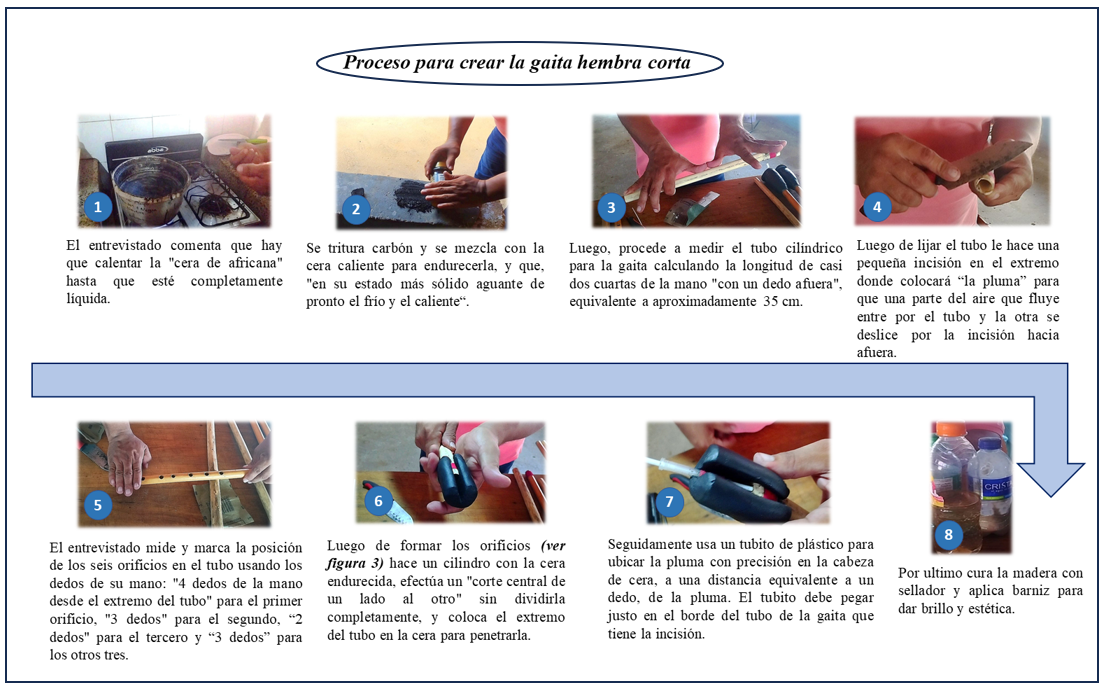 Proceso para crear la gaita hembra corta
1
El entrevistado comenta que hay
que calentar la "cera de africana"
hasta que esté completamente
líquida.
2
Se tritura carbón y se mezcla con la
cera caliente para endurecerla, y que,
"en su estado más sólido aguante de
pronto el frío y el caliente“.
3
Luego, procede a medir el tubo cilíndrico
para la gaita calculando la longitud de casi
dos cuartas de la mano "con un dedo afuera",
equivalente a aproximadamente 35 cm.
4
Luego de lijar el tubo le hace una
pequeña incisión en el extremo
donde colocará “la pluma” para
que una parte del aire que fluye
entre por el tubo y la otra se
deslice por la incisión hacia
afuera.
5
El entrevistado mide y marca la posición
de los seis orificios en el tubo usando los
dedos de su mano: "4 dedos de la mano
desde el extremo del tubo" para el primer
orificio, "3 dedos" para el segundo, “2
dedos" para el tercero y “3 dedos” para
los otros tres.
6
Luego de formar los orificios (ver
figura 3) hace un cilindro con la cera
endurecida, efectúa un "corte central de
un lado al otro" sin dividirla
completamente, y coloca el extremo
del tubo en la cera para penetrarla.
7
Seguidamente usa un tubito de plástico para
ubicar la pluma con precisión en la cabeza
de cera, a una distancia equivalente a un
dedo, de la pluma. El tubito debe pegar
justo en el borde del tubo de la gaita que
tiene la incisión.
CRIST
8
Por ultimo cura la madera con
sellador y aplica barniz para
dar brillo y estética.